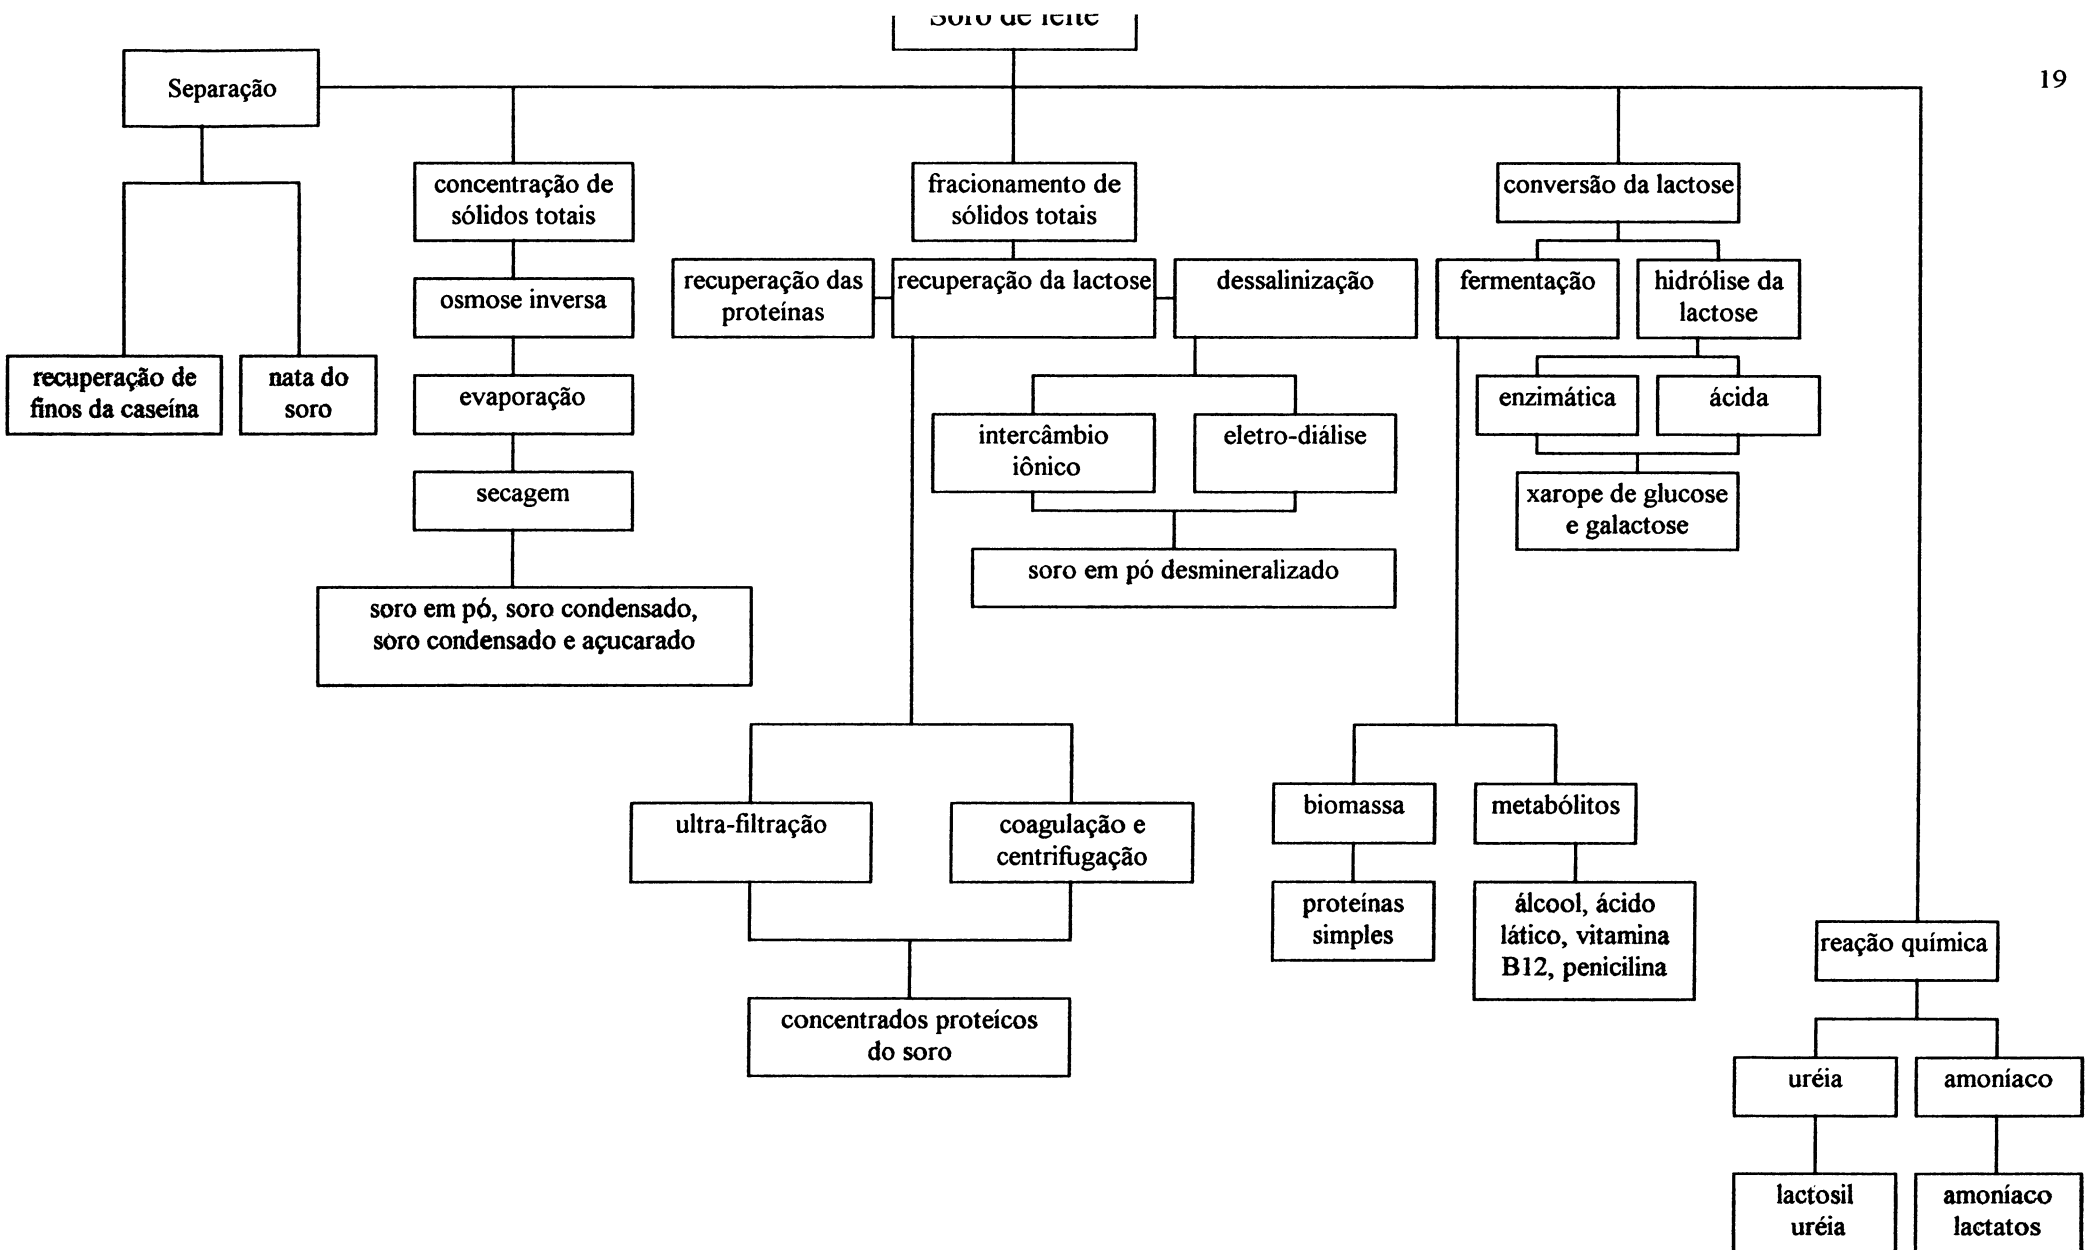 Soro de leite
19
Separação
concentração de
sólidos totais
fracionamento de
sólidos totais
conversão da lactose
recuperação das
proteínas
recuperação da lactose
dessalinização
fermentação
hidrólise da
lactose
osmose inversa
recuperação de
finos da caseína
nata do
soro
evaporação
enzimática
ácida
intercâmbio
iônico
eletro-diálise
secagem
xarope de glucose
e galactose
soro em pó desmineralizado
soro em pó, soro condensado,
soro condensado e açucarado
ultra-filtração
coagulação e
centrifugação
biomassa
metabólitos
proteínas
simples
álcool, ácido
lático, vitamina
B12, penicilina
reação química
concentrados proteícos
do soro
uréia
amoníaco
lactosil
uréia
amoníaco
lactatos